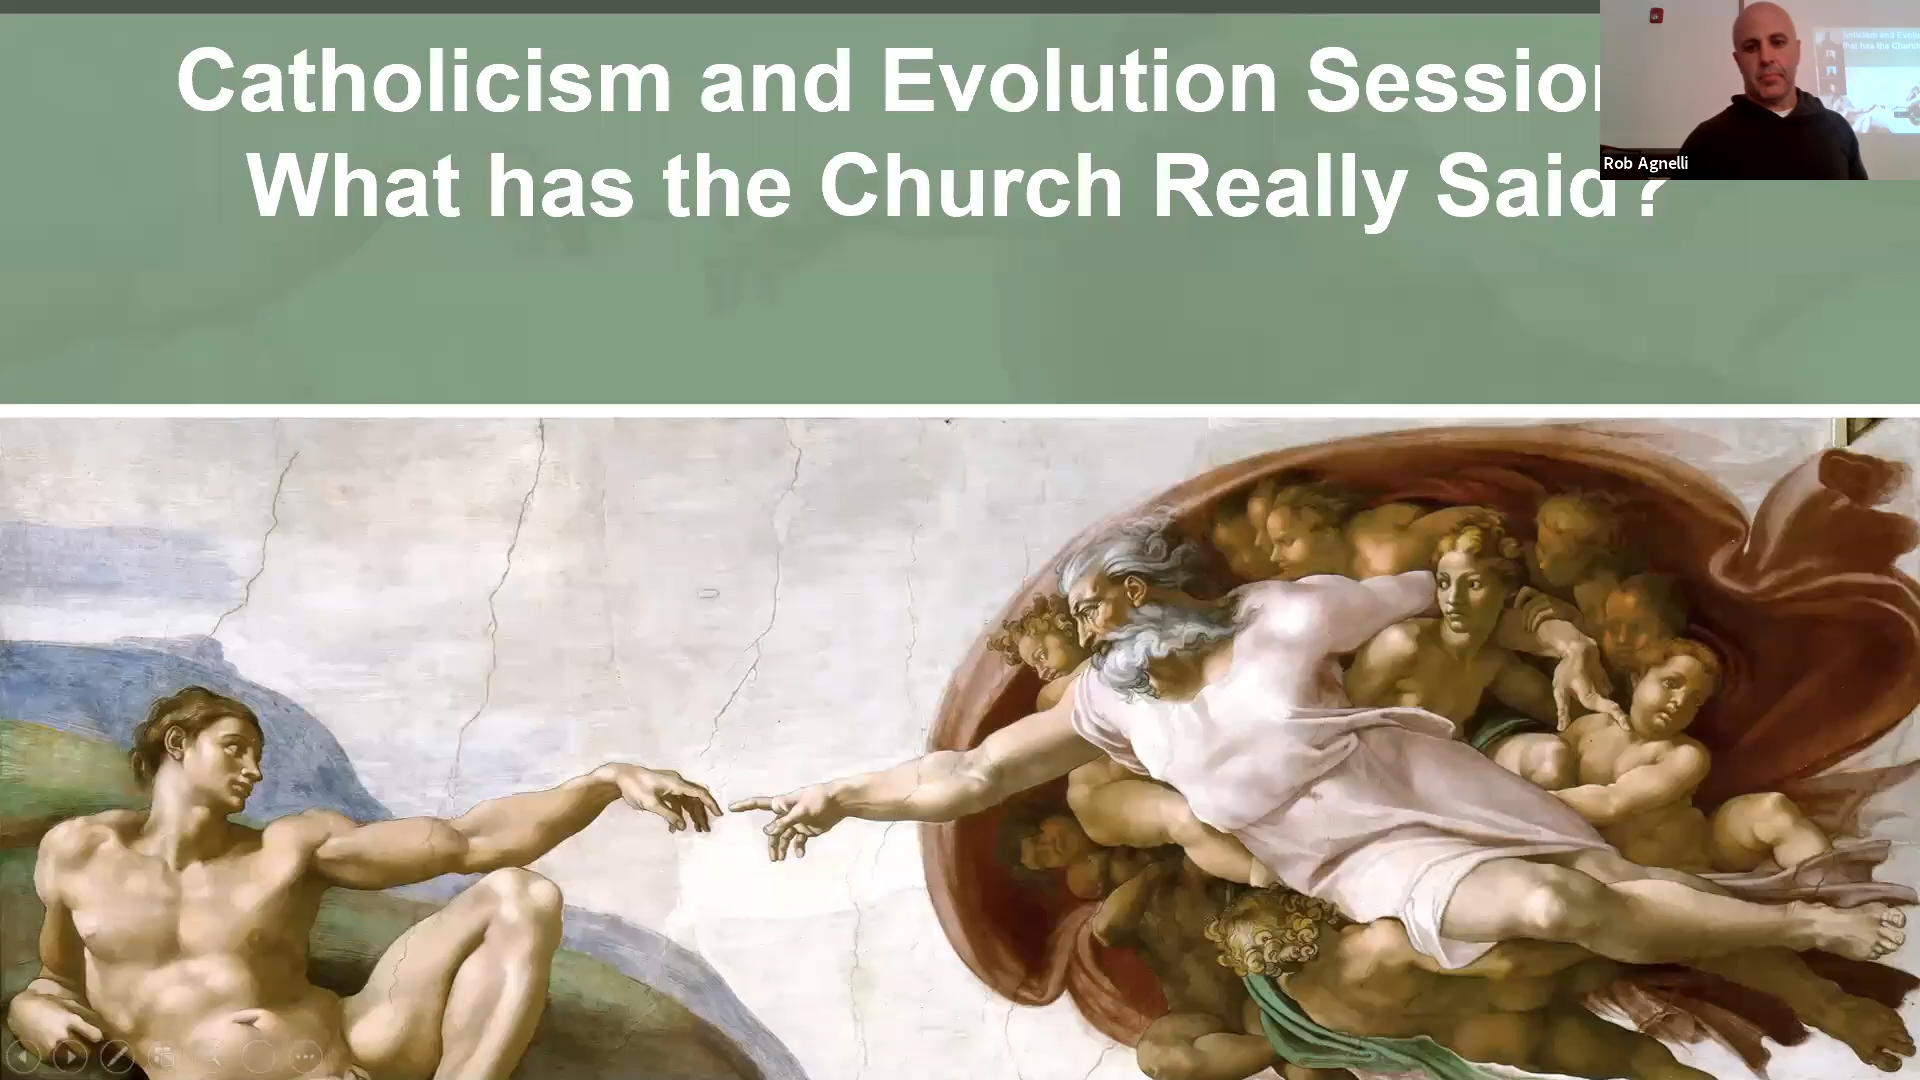 Catholicism and Evolution Session
What has the Church Really Said?
Rob Agnelli